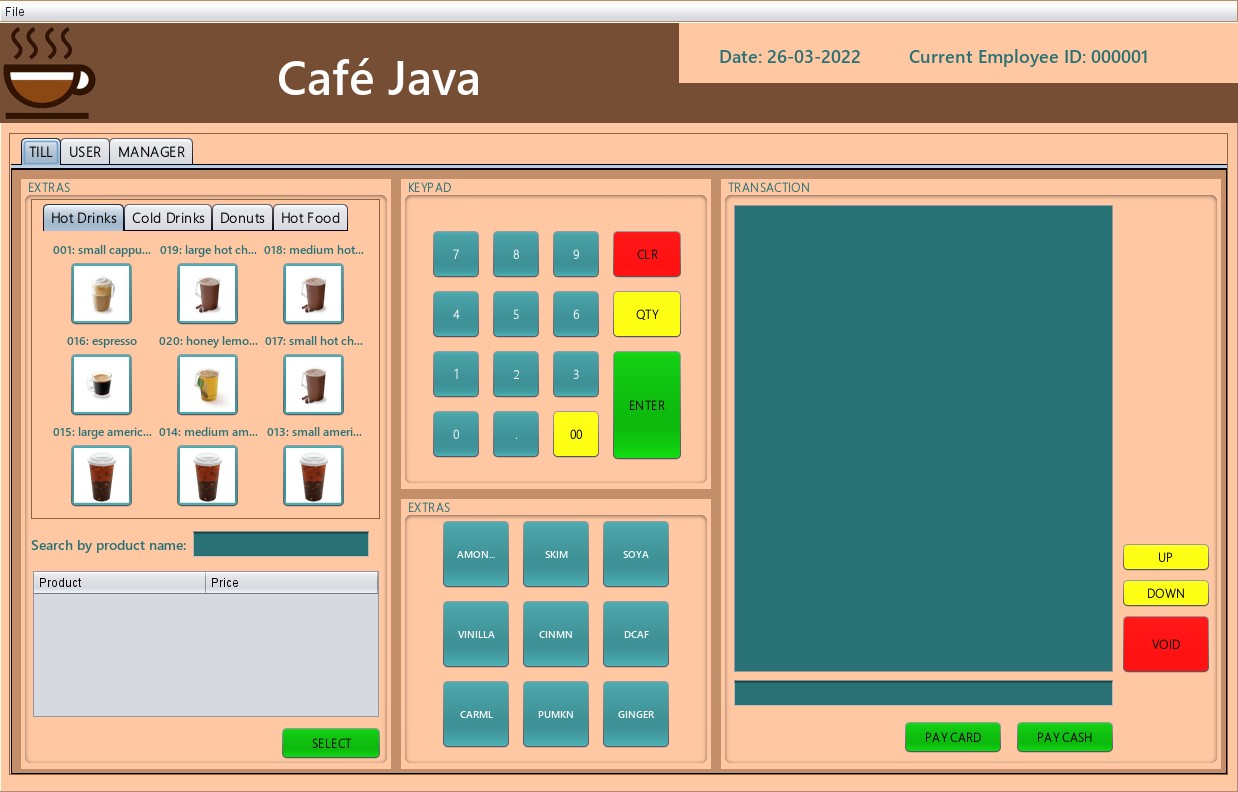 File
Café Java
Date: 26-03-2022 Current Employee ID: 000001
TILL USER MANAGER
EXTRAS
Hot Drinks Cold Drinks Donuts Hot Food
001: small cappu... 019: large hot ch... 018: medium hot...
016: espresso 020: honey lemo... 017: small hot ch...
015: large americ... 014: medium am... 013: small ameri...
Search by product name:
Product Price
SELECT
KEYPAD
7 8 9 CLR
4 5 6 QTY
1 2 3
ENTER
0 . 00
EXTRAS
AMON... SKIM SOYA
VINILLA CINMN DCAF
CARML PUMKN GINGER
TRANSACTION
UP
DOWN
VOID
PAY CARD PAY CASH